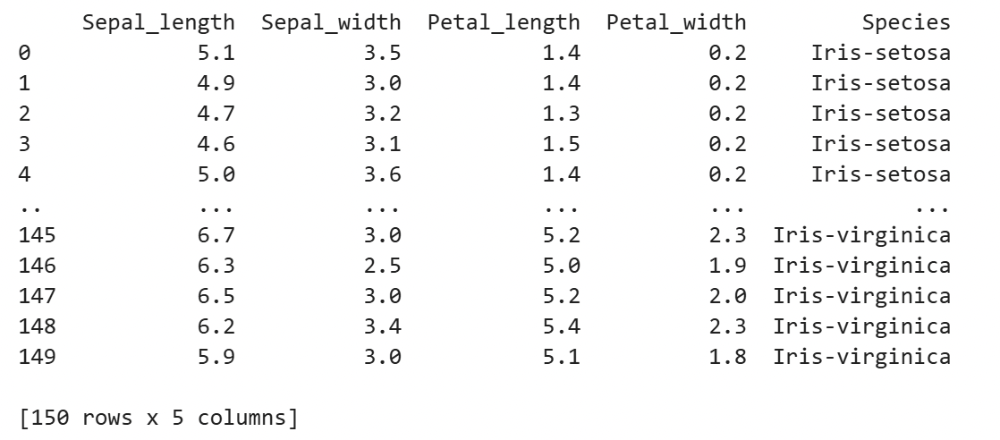 Sepal_length  Sepal_width  Petal_length  Petal_width         Species
0             5.1          3.5           1.4          0.2     Iris-setosa
1             4.9          3.0           1.4          0.2     Iris-setosa
2             4.7          3.2           1.3          0.2     Iris-setosa
3             4.6          3.1           1.5          0.2     Iris-setosa
4             5.0          3.6           1.4          0.2     Iris-setosa
..            ...          ...           ...          ...             ...
145           6.7          3.0           5.2          2.3  Iris-virginica
146           6.3          2.5           5.0          1.9  Iris-virginica
147           6.5          3.0           5.2          2.0  Iris-virginica
148           6.2          3.4           5.4          2.3  Iris-virginica
149           5.9          3.0           5.1          1.8  Iris-virginica

[150 rows x 5 columns]